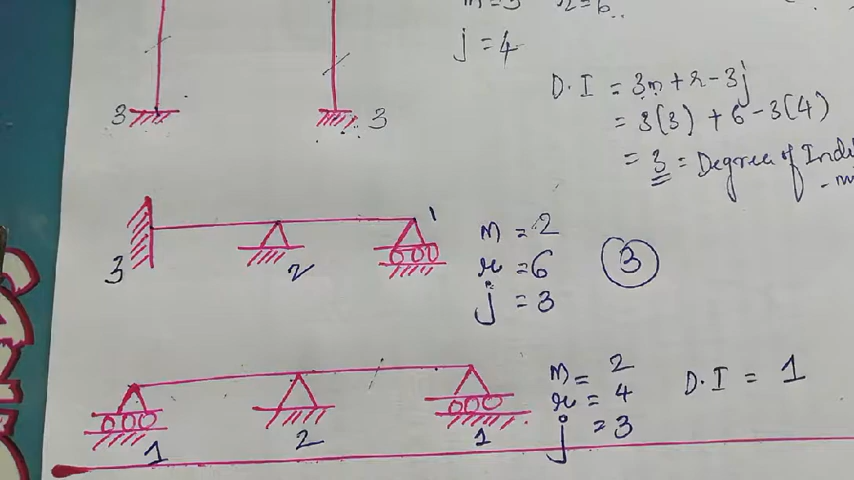 j = 4
D.I = 3m + r - 3j
= 3(3) + 6 - 3(4)
= 3 = Degree of
3 3
3 2 1
m = 2
r = 6
j = 3
3
1 2 1
m = 2
r = 4
j = 3
D.I = 1